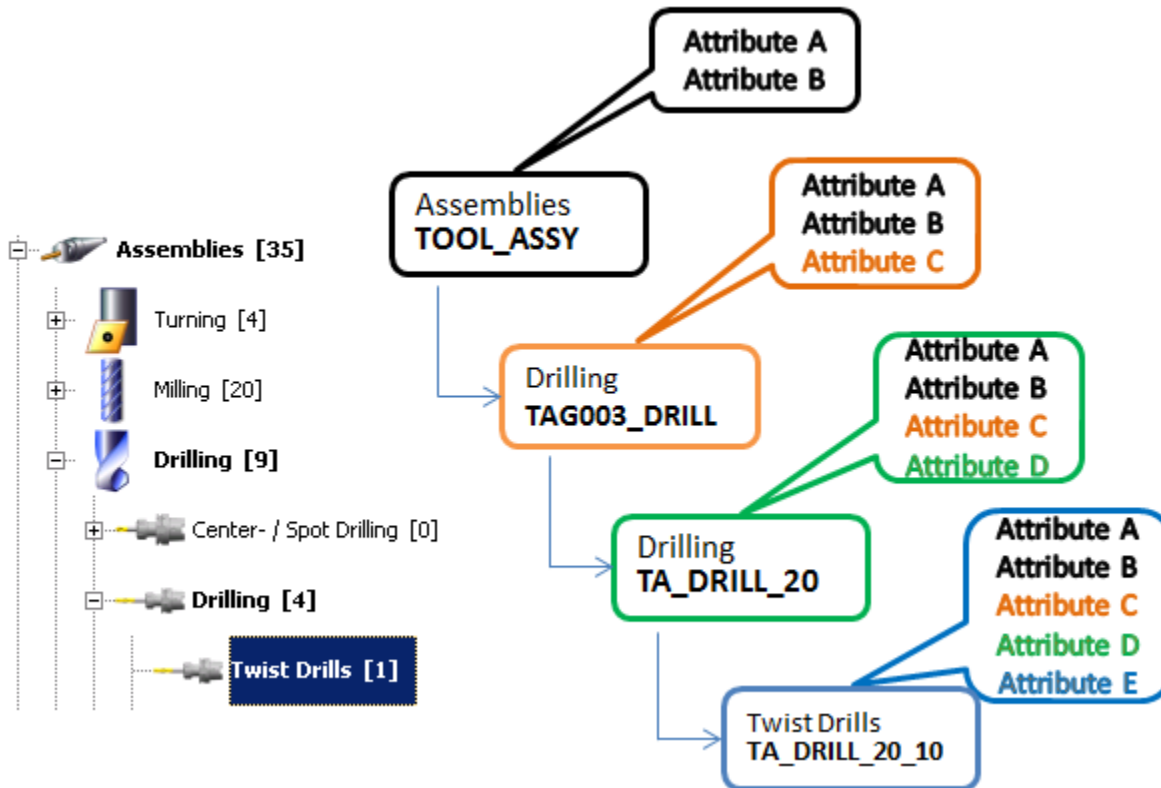 Assemblies [35]
Turning [4]
Milling [20]
Drilling [9]
Center- / Spot Drilling [0]
Drilling [4]
Twist Drills [1]
Attribute A
Attribute B
Assemblies
TOOL_ASSY
Attribute A
Attribute B
Attribute C
Drilling
TAG003_DRILL
Attribute A
Attribute B
Attribute C
Attribute D
Drilling
TA_DRILL_20
Attribute A
Attribute B
Attribute C
Attribute D
Attribute E
Twist Drills
TA_DRILL_20_10